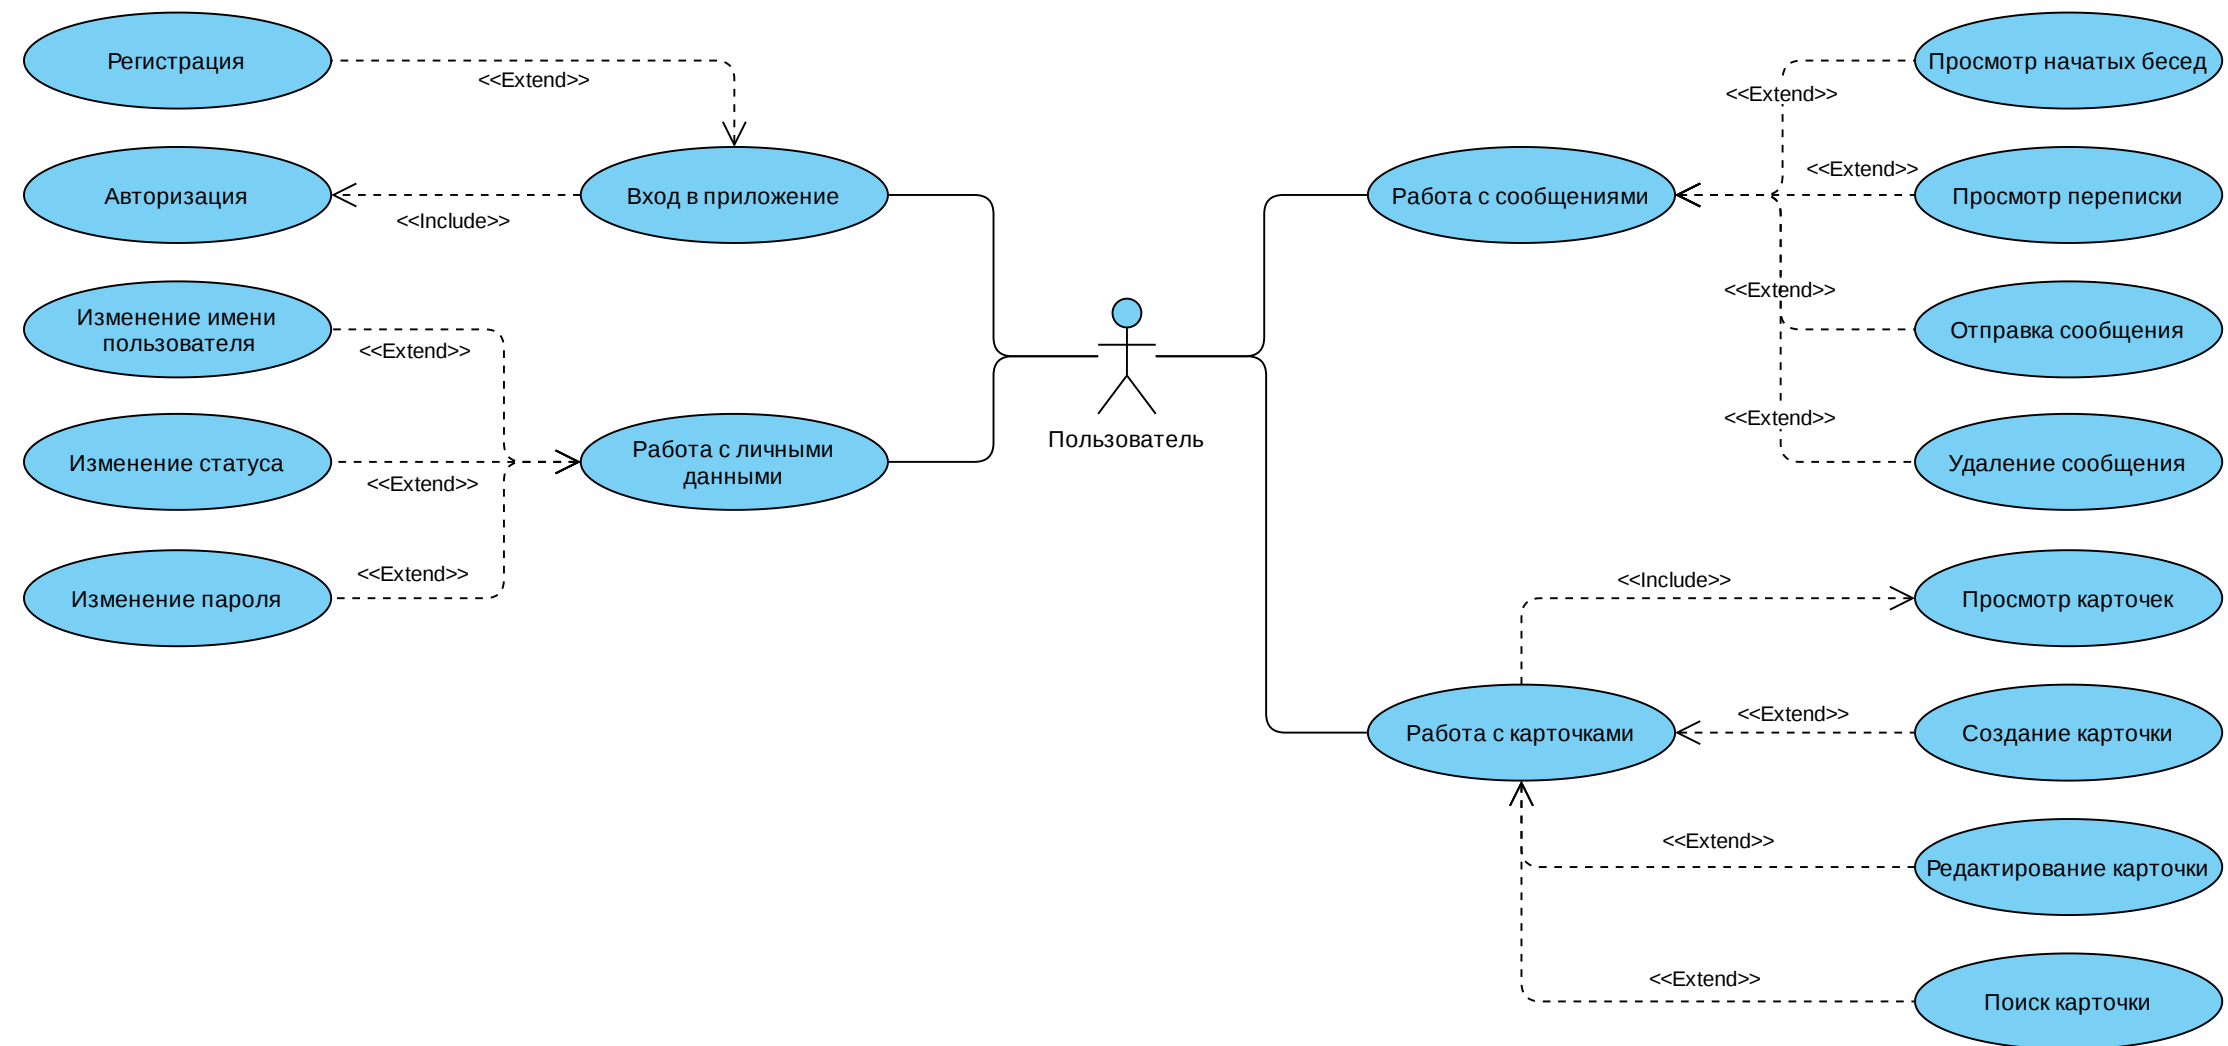 Регистрация
<<Extend>>
Авторизация
<<Include>>
Вход в приложение
Изменение имени
пользователя
<<Extend>>
Изменение статуса
<<Extend>>
Работа с личными
данными
Изменение пароля
<<Extend>>
Пользователь
Работа с сообщениями
Просмотр начатых бесед
<<Extend>>
<<Extend>>
Просмотр переписки
<<Extend>>
Отправка сообщения
<<Extend>>
Удаление сообщения
<<Include>>
Просмотр карточек
Работа с карточками
<<Extend>>
Создание карточки
<<Extend>>
Редактирование карточки
<<Extend>>
Поиск карточки